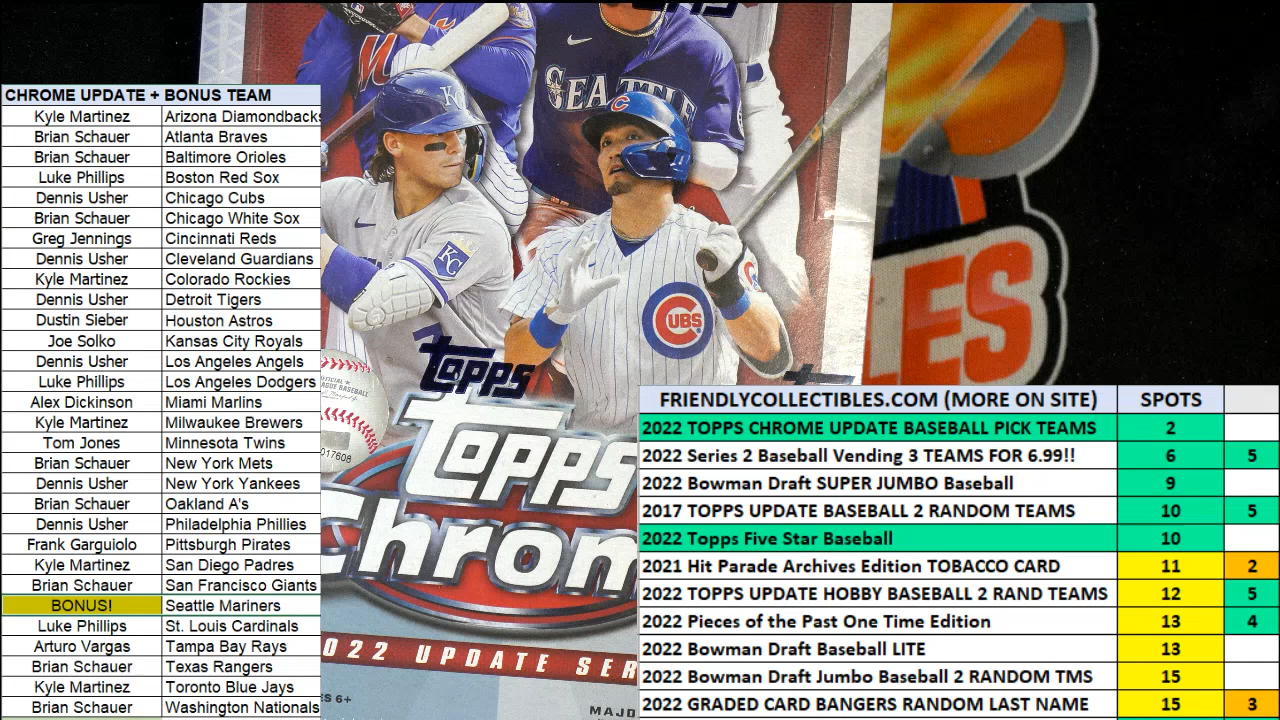 CHROME UPDATE + BONUS TEAM
Kyle Martinez Arizona Diamondbacks
Brian Schauer Atlanta Braves
Brian Schauer Baltimore Orioles
Luke Phillips Boston Red Sox
Dennis Usher Chicago Cubs
Brian Schauer Chicago White Sox
Greg Jennings Cincinnati Reds
Dennis Usher Cleveland Guardians
Kyle Martinez Colorado Rockies
Dennis Usher Detroit Tigers
Dustin Sieber Houston Astros
Joe Solko Kansas City Royals
Dennis Usher Los Angeles Angels
Luke Phillips Los Angeles Dodgers
Alex Dickinson Miami Marlins
Kyle Martinez Milwaukee Brewers
Tom Jones Minnesota Twins
Brian Schauer New York Mets
Dennis Usher New York Yankees
Brian Schauer Oakland A's
Dennis Usher Philadelphia Phillies
Frank Garguiolo Pittsburgh Pirates
Kyle Martinez San Diego Padres
Brian Schauer San Francisco Giants
BONUS! Seattle Mariners
Luke Phillips St. Louis Cardinals
Arturo Vargas Tampa Bay Rays
Brian Schauer Texas Rangers
Kyle Martinez Toronto Blue Jays
Brian Schauer Washington Nationals
SEATTLE
KC
C
KC
CUBS
LES
OFFICIAL
LEAGUE BASEBALL
017608
topps
Topps
Chrom
022 UPDATE SER
ES 6+
MAJO
FRIENDLYCOLLECTIBLES.COM (MORE ON SITE) SPOTS
2022 TOPPS CHROME UPDATE BASEBALL PICK TEAMS 2
2022 Series 2 Baseball Vending 3 TEAMS FOR 6.99!! 6 5
2022 Bowman Draft SUPER JUMBO Baseball 9
2017 TOPPS UPDATE BASEBALL 2 RANDOM TEAMS 10 5
2022 Topps Five Star Baseball 10
2021 Hit Parade Archives Edition TOBACCO CARD 11 2
2022 TOPPS UPDATE HOBBY BASEBALL 2 RAND TEAMS 12 5
2022 Pieces of the Past One Time Edition 13 4
2022 Bowman Draft Baseball LITE 13
2022 Bowman Draft Jumbo Baseball 2 RANDOM TMS 15
2022 GRADED CARD BANGERS RANDOM LAST NAME 15 3